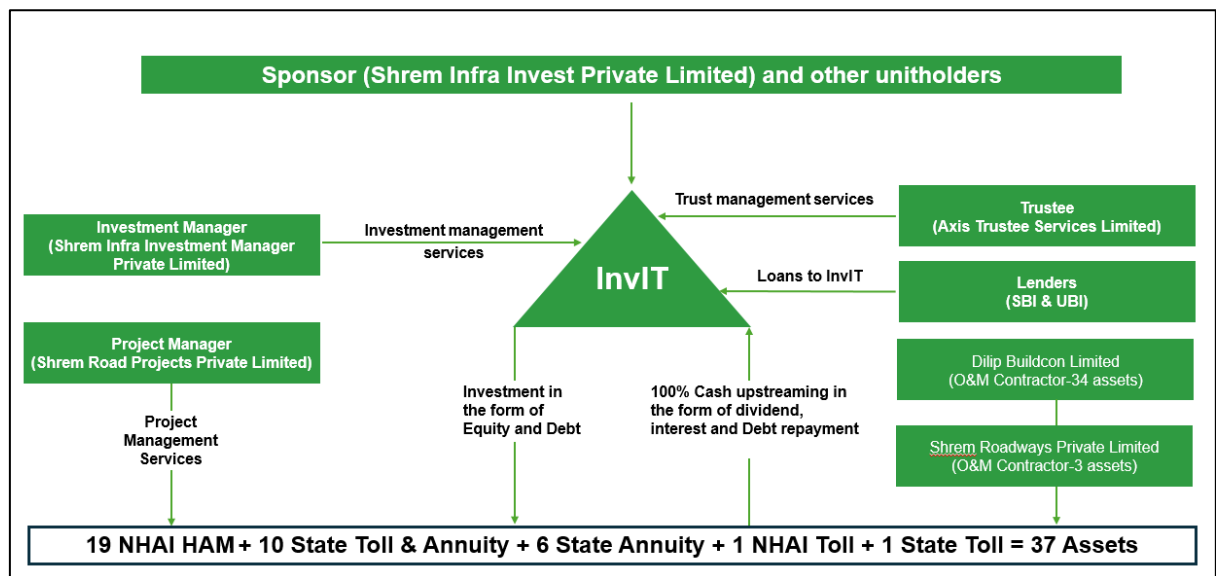 Sponsor (Shrem Infra Invest Private Limited) and other unitholders
Investment Manager
(Shrem Infra Investment Manager
Private Limited)
Investment management
services
Trust management services
Trustee
(Axis Trustee Services Limited)
InvIT
Loans to InvIT
Lenders
(SBI & UBI)
Project Manager
(Shrem Road Projects Private Limited)
Dilip Buildcon Limited
(O&M Contractor-34 assets)
Project
Management
Services
Investment in
the form of
Equity and Debt
100% Cash upstreaming in
the form of dividend,
interest and Debt repayment
Shrem Roadways Private Limited
(O&M Contractor-3 assets)
19 NHAI HAM + 10 State Toll & Annuity + 6 State Annuity + 1 NHAI Toll + 1 State Toll = 37 Assets